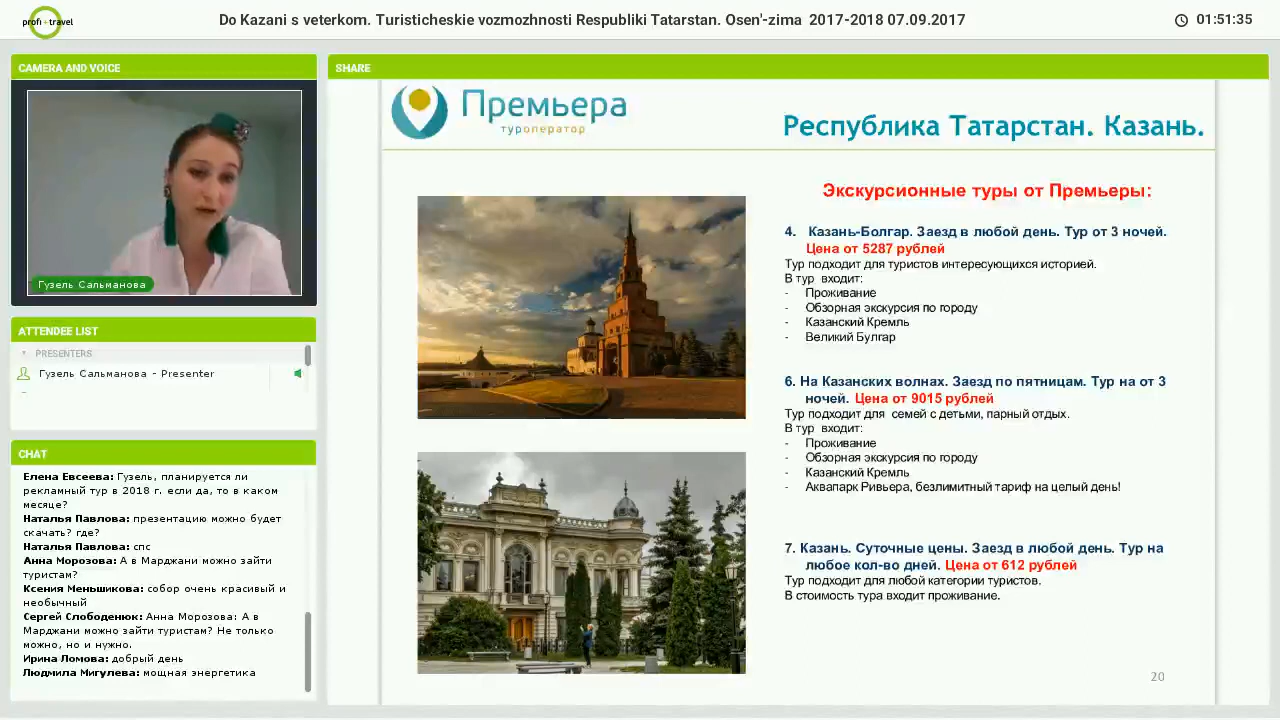 profi travel
Do Kazani s veterkom. Turisticheskie vozmozhnosti Respubliki Tatarstan. Osen'-zima 2017-2018 07.09.2017
01:51:35
CAMERA AND VOICE
Гузель Сальманова
ATTENDEE LIST
PRESENTERS
Гузель Сальманова - Presenter
CHAT
Елена Евсеева: Гузель, планируется ли
рекламный тур в 2018 г. если да, то в каком
месяце?
Наталья Павлова: презентацию можно будет
скачать? где?
Наталья Павлова: спс
Анна Морозова: А в Марджани можно зайти
туристам?
Ксения Меньшикова: собор очень красивый и
необычный
Сергей Слободенюк: Анна Морозова: А в
Марджани можно зайти туристам? Не только
можно, но и нужно.
Ирина Ломова: добрый день
Людмила Мигулева: мощная энергетика
SHARE
Премьера
туроператор
Республика Татарстан. Казань.
Экскурсионные туры от Премьеры:
4. Казань-Болгар. Заезд в любой день. Тур от 3 ночей.
Цена от 5287 рублей
Тур подходит для туристов интересующихся историей.
В тур входит:
- Проживание
- Обзорная экскурсия по городу
- Казанский Кремль
- Великий Булгар
6. На Казанских волнах. Заезд по пятницам. Тур на от 3
ночей. Цена от 9015 рублей
Тур подходит для семей с детьми, парный отдых.
В тур входит:
- Проживание
- Обзорная экскурсия по городу
- Казанский Кремль
- Аквапарк Ривьера, безлимитный тариф на целый день!
7. Казань. Суточные цены. Заезд в любой день. Тур на
любое кол-во дней. Цена от 612 рублей
Тур подходит для любой категории туристов.
В стоимость тура входит проживание.
20